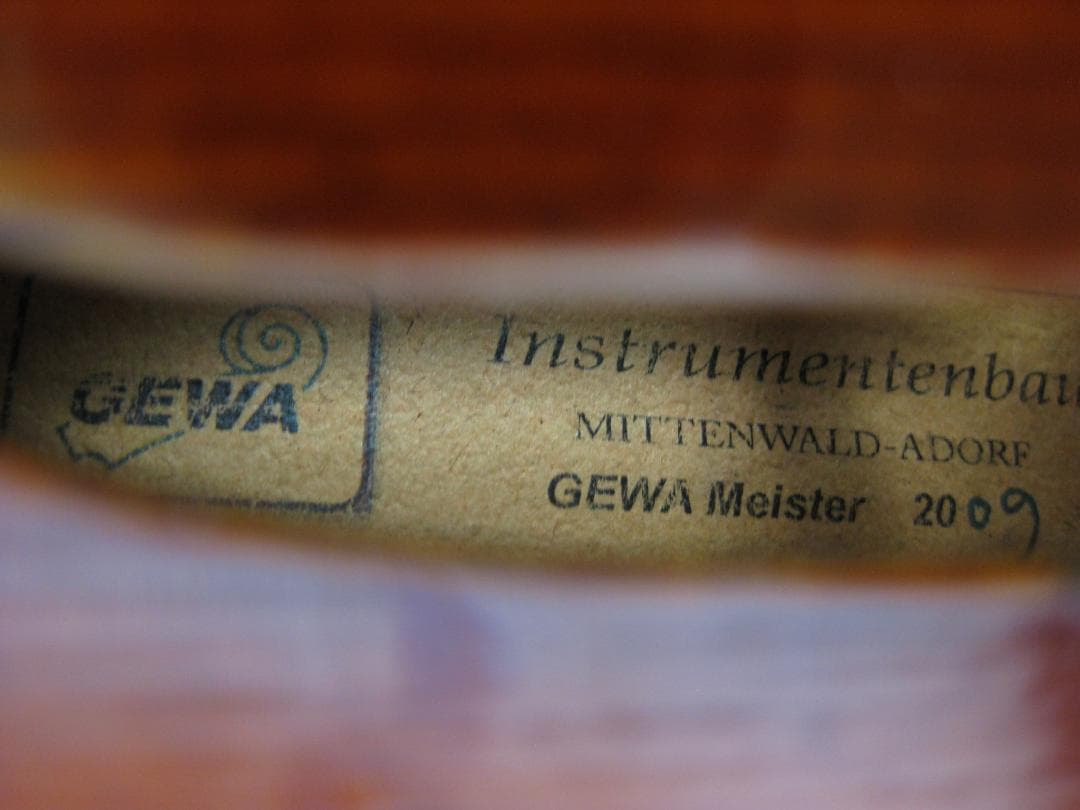 GEWA
Instrumentenbau
MITTENWALD-ADORF
GEWA Meister 2009